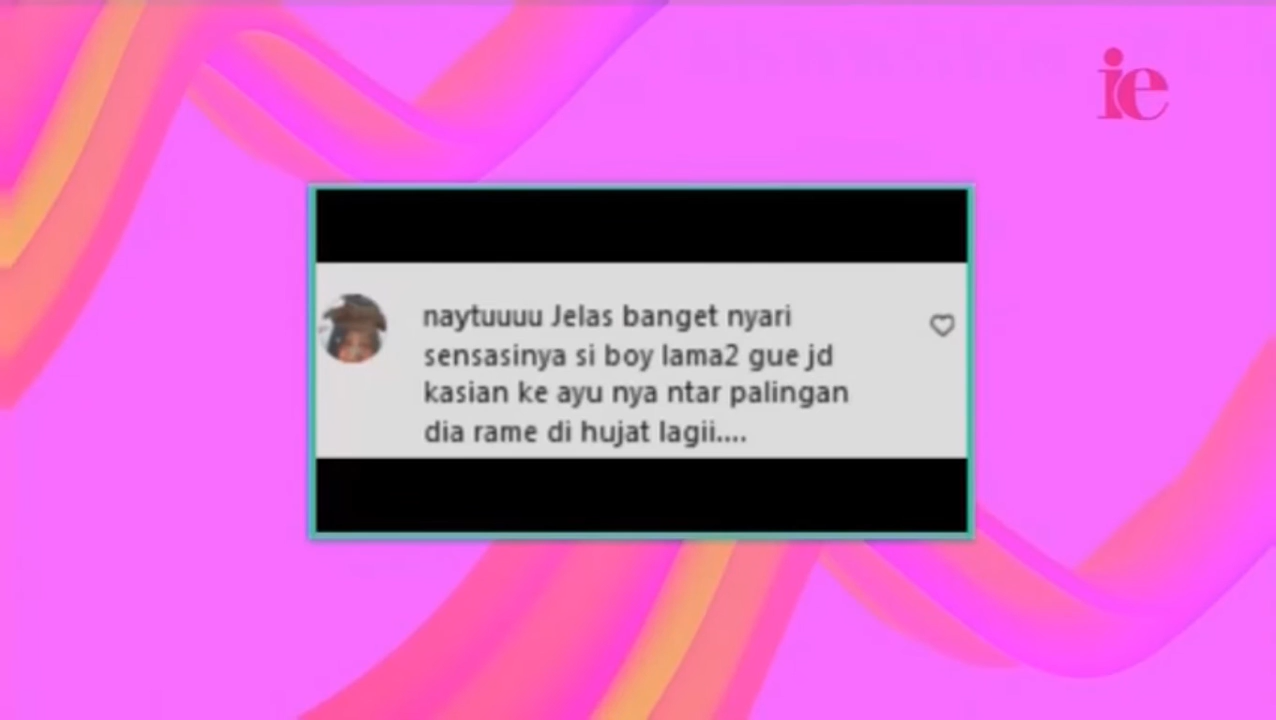 ie
naytuuuu Jelas banget nyari
sensasinya si boy lama2 gue jd
kasian ke ayu nya ntar palingan
dia rame di hujat lagii....